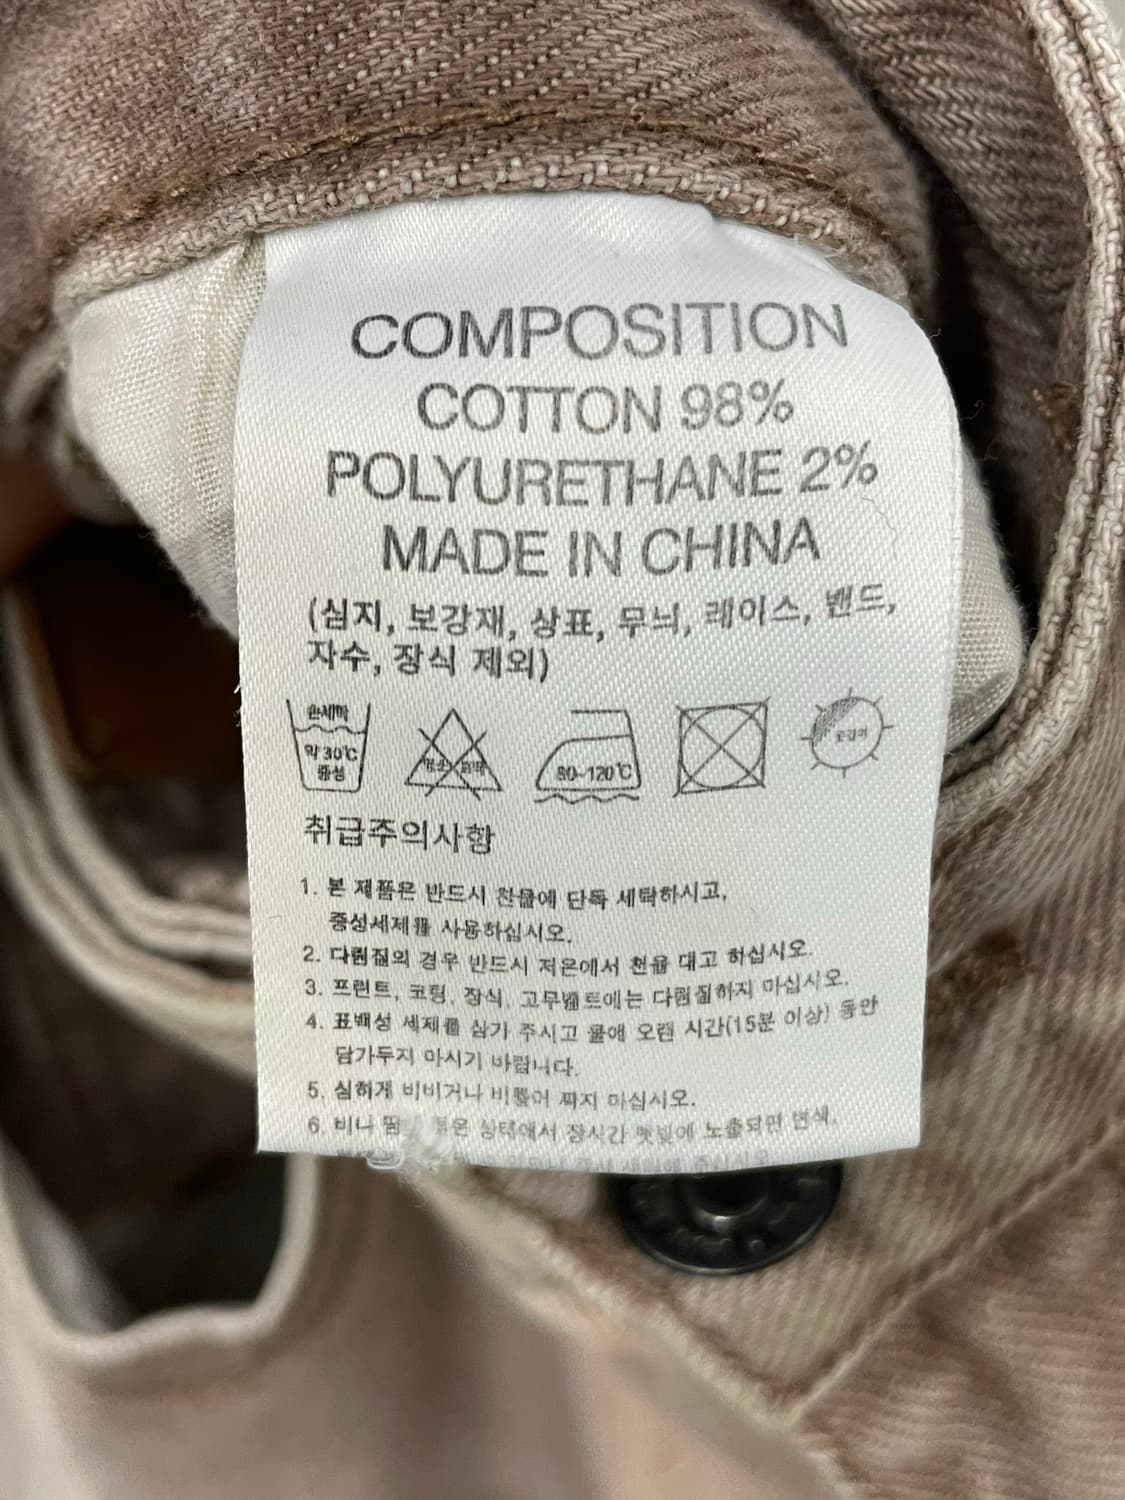 COMPOSITION
COTTON 98%
POLYURETHANE 2%
MADE IN CHINA
(심지, 보강재, 상표, 무늬, 레이스, 밴드,
자수, 장식 제외)
손세탁
약 30℃
중성
80~120℃
취급주의사항
1. 본 제품은 반드시 찬물에 단독 세탁하시고,
중성세제를 사용하십시오.
2. 다림질의 경우 반드시 저온에서 천을 대고 하십시오.
3. 프린트, 코팅, 장식, 고무벨트에는 다림질하지 마십시오.
4. 표백성 세제를 삼가 주시고 물에 오랜 시간(15분 이상) 동안
담가두지 마시기 바랍니다.
5. 심하게 비비거나 비틀어 짜지 마십시오.
6. 비나 땀 젖은 상태에서 장시간 햇빛에 노출되면 변색,